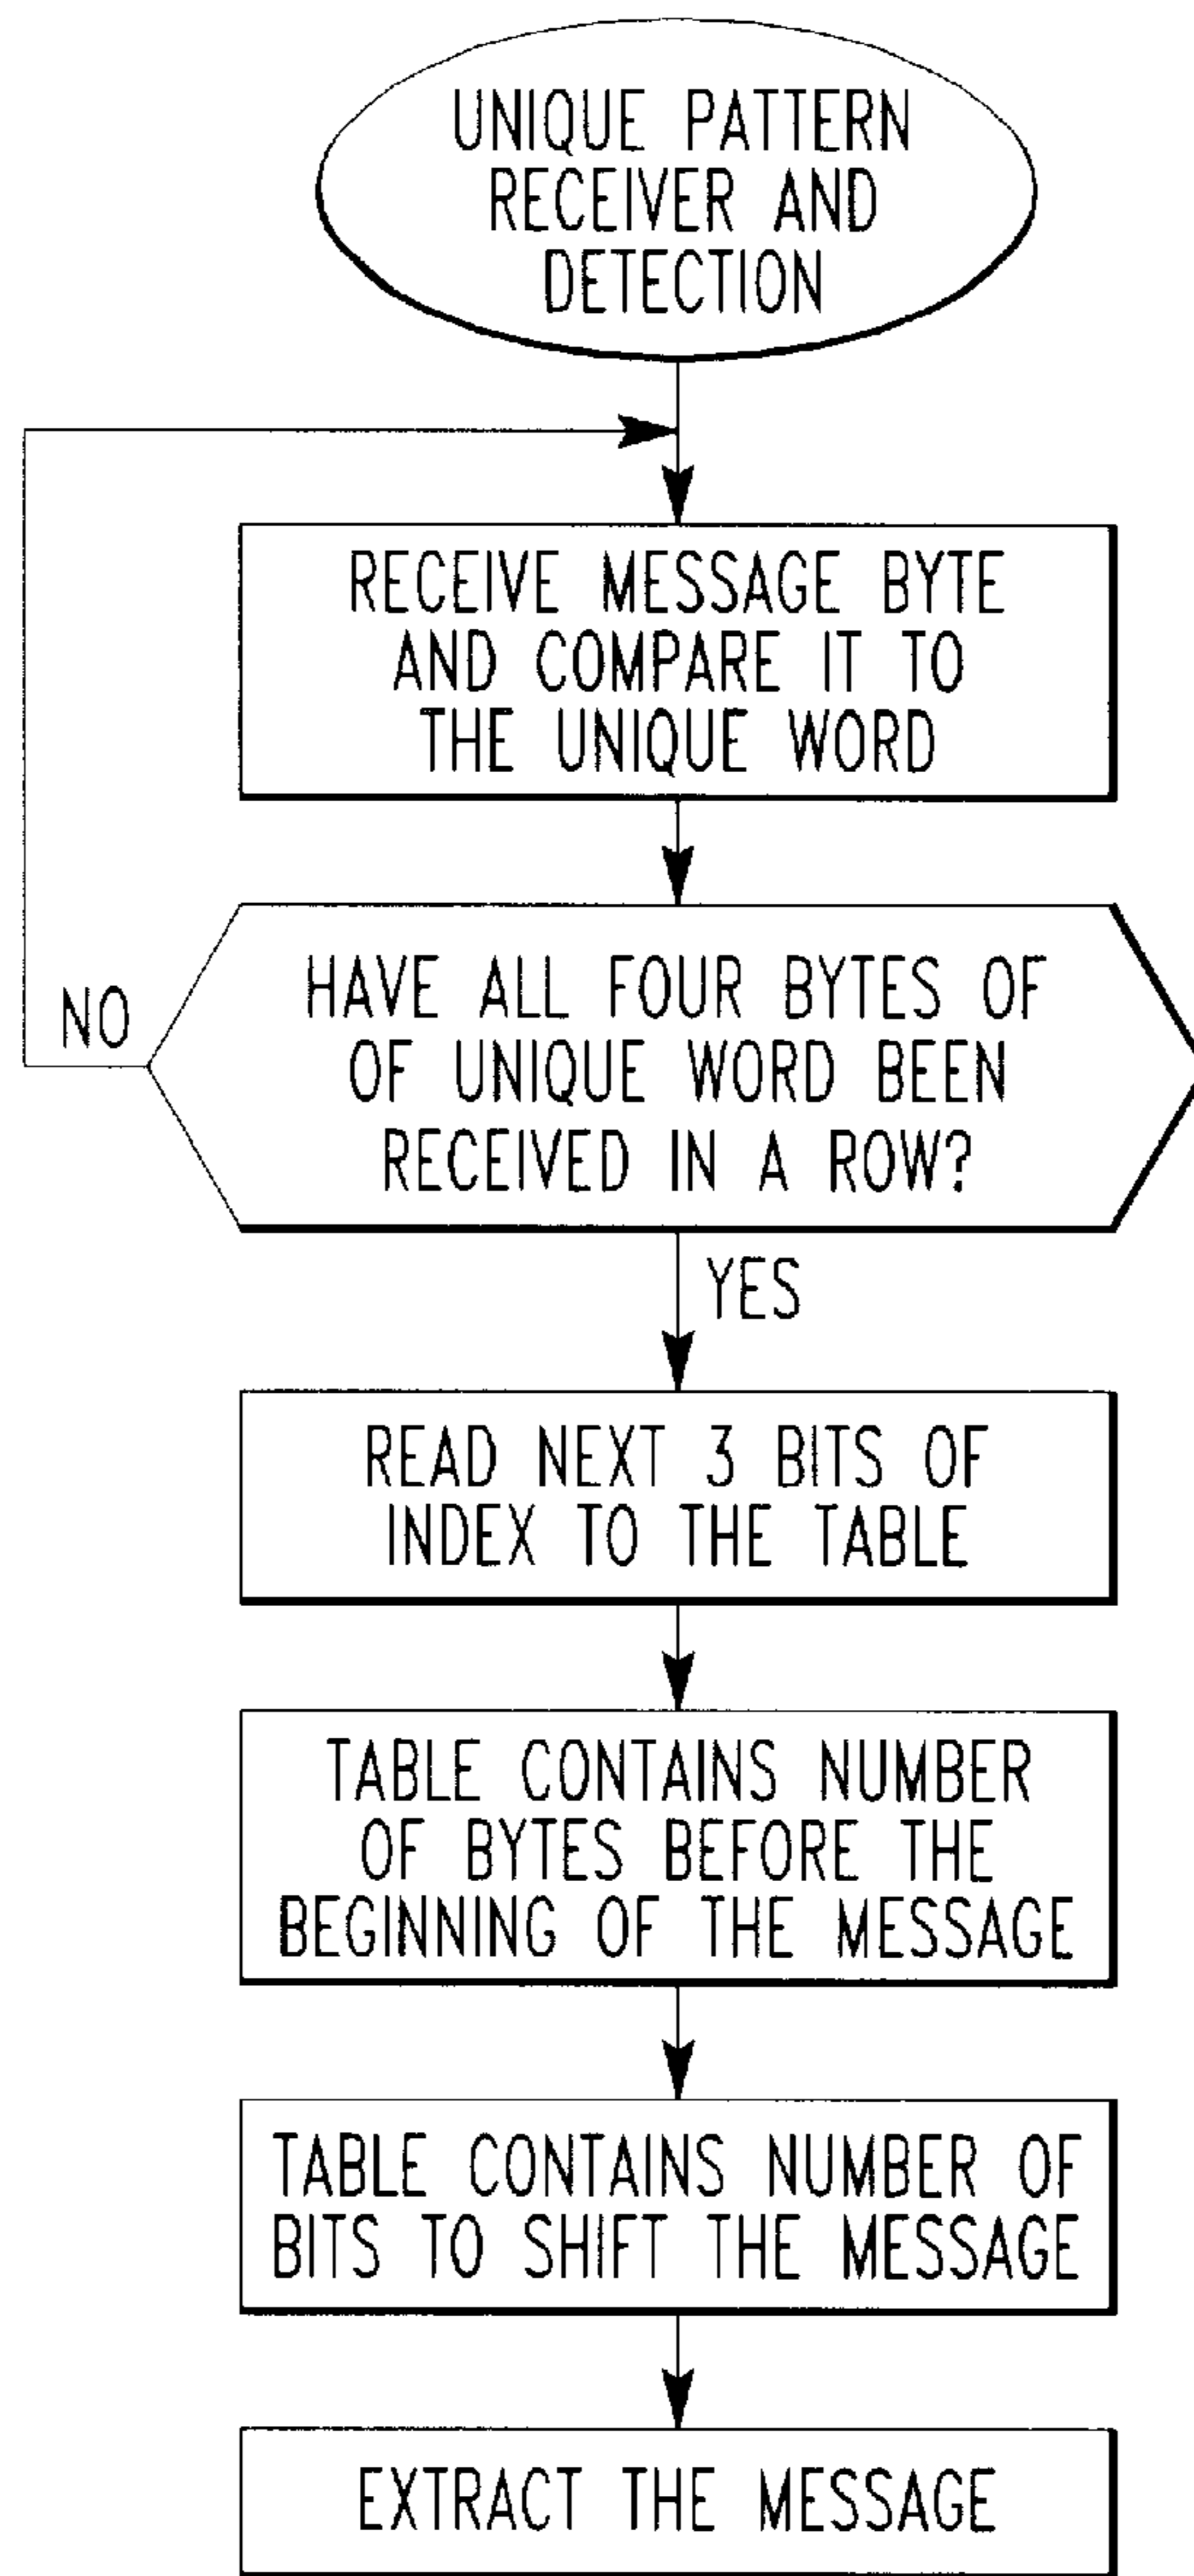 UNIQUE PATTERN
RECEIVER AND
DETECTION
RECEIVE MESSAGE BYTE
AND COMPARE IT TO
THE UNIQUE WORD
HAVE ALL FOUR BYTES OF
OF UNIQUE WORD BEEN
RECEIVED IN A ROW?
NO
YES
READ NEXT 3 BITS OF
INDEX TO THE TABLE
TABLE CONTAINS NUMBER
OF BYTES BEFORE THE
BEGINNING OF THE MESSAGE
TABLE CONTAINS NUMBER OF
BITS TO SHIFT THE MESSAGE
EXTRACT THE MESSAGE